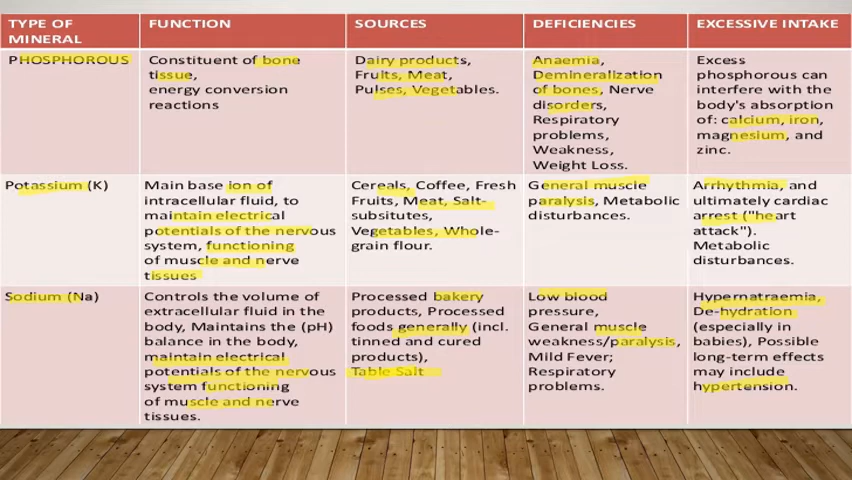 TYPE OF
MINERAL
FUNCTION
SOURCES
DEFICIENCIES
EXCESSIVE INTAKE
PHOSPHOROUS
Constituent of bone
tissue,
energy conversion
reactions
Dairy products,
Fruits, Meat,
Pulses, Vegetables.
Anaemia,
Demineralization
of bones, Nerve
disorders,
Respiratory
problems,
Weakness,
Weight Loss.
Excess
phosphorous can
interfere with the
body's absorption
of: calcium, iron,
magnesium, and
zinc.
Potassium (K)
Main base ion of
intracellular fluid, to
maintain electrical
potentials of the nervous
system, functioning
of muscle and nerve
tissues
Cereals, Coffee, Fresh
Fruits, Meat, Salt-
subsitutes,
Vegetables, Whole-
grain flour.
General muscle
paralysis, Metabolic
disturbances.
Arrhythmia, and
ultimately cardiac
arrest ("heart
attack").
Metabolic
disturbances.
Sodium (Na)
Controls the volume of
extracellular fluid in the
body, Maintains the (pH)
balance in the body,
maintain electrical
potentials of the nervous
system functioning
of muscle and nerve
tissues.
Processed bakery
products, Processed
foods generally (incl.
tinned and cured
products),
Table Salt
Low blood
pressure,
General muscle
weakness/paralysis,
Mild Fever;
Respiratory
problems.
Hypernatraemia,
De-hydration
(especially in
babies), Possible
long-term effects
may include
hypertension.